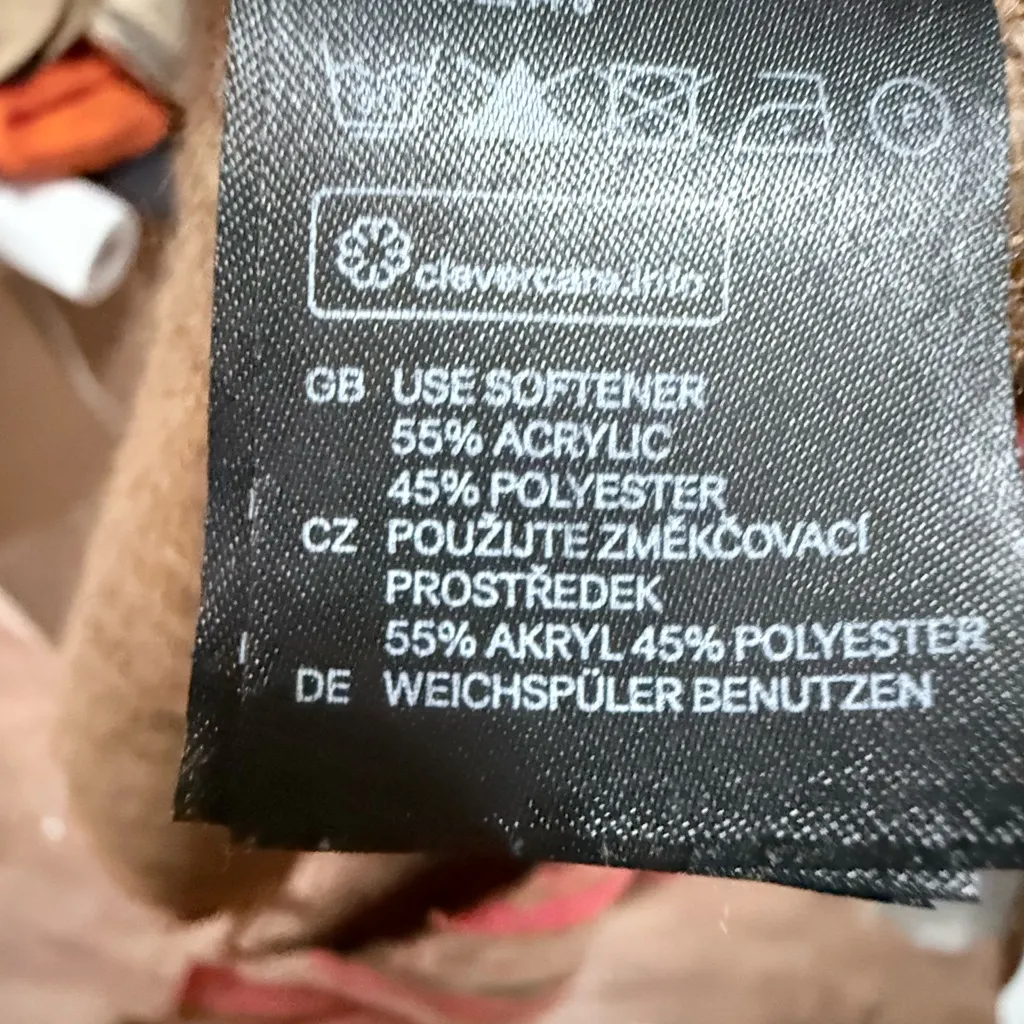 clevercare.info
GB USE SOFTENER
55% ACRYLIC
45% POLYESTER
CZ POUŽIJTE ZMĚKČOVACÍ
PROSTŘEDEK
55% AKRYL 45% POLYESTER
DE WEICHSPÜLER BENUTZEN